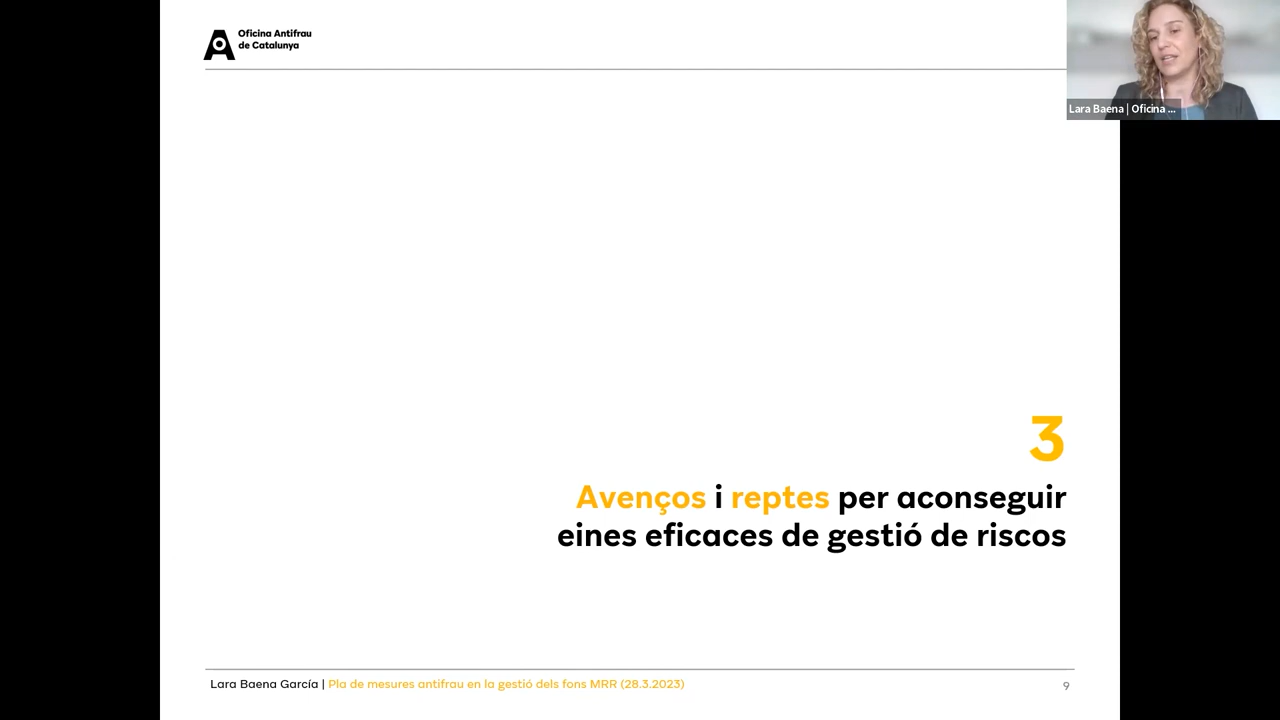 Oficina Antifrau
de Catalunya
Lara Baena | Oficina ...
3
Avenços i reptes per aconseguir
eines eficaces de gestió de riscos
Lara Baena García | Pla de mesures antifrau en la gestió dels fons MRR (28.3.2023)
9